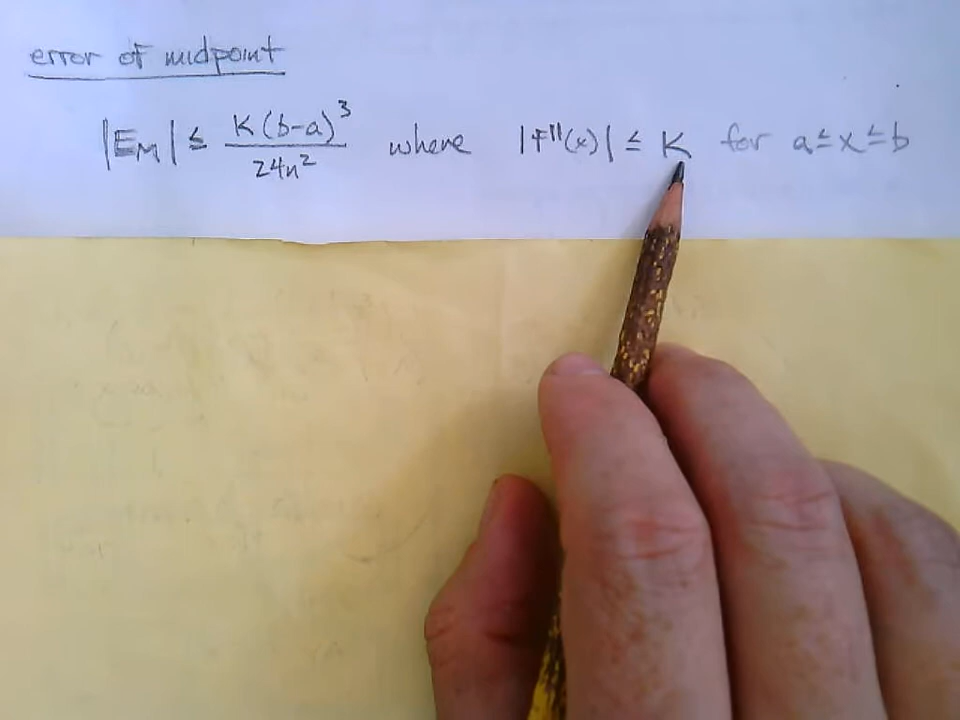 error of midpoint
|E_M| ≤ K(b-a)^3 / 24n^2 where |f''(x)| ≤ K for a≤x≤b